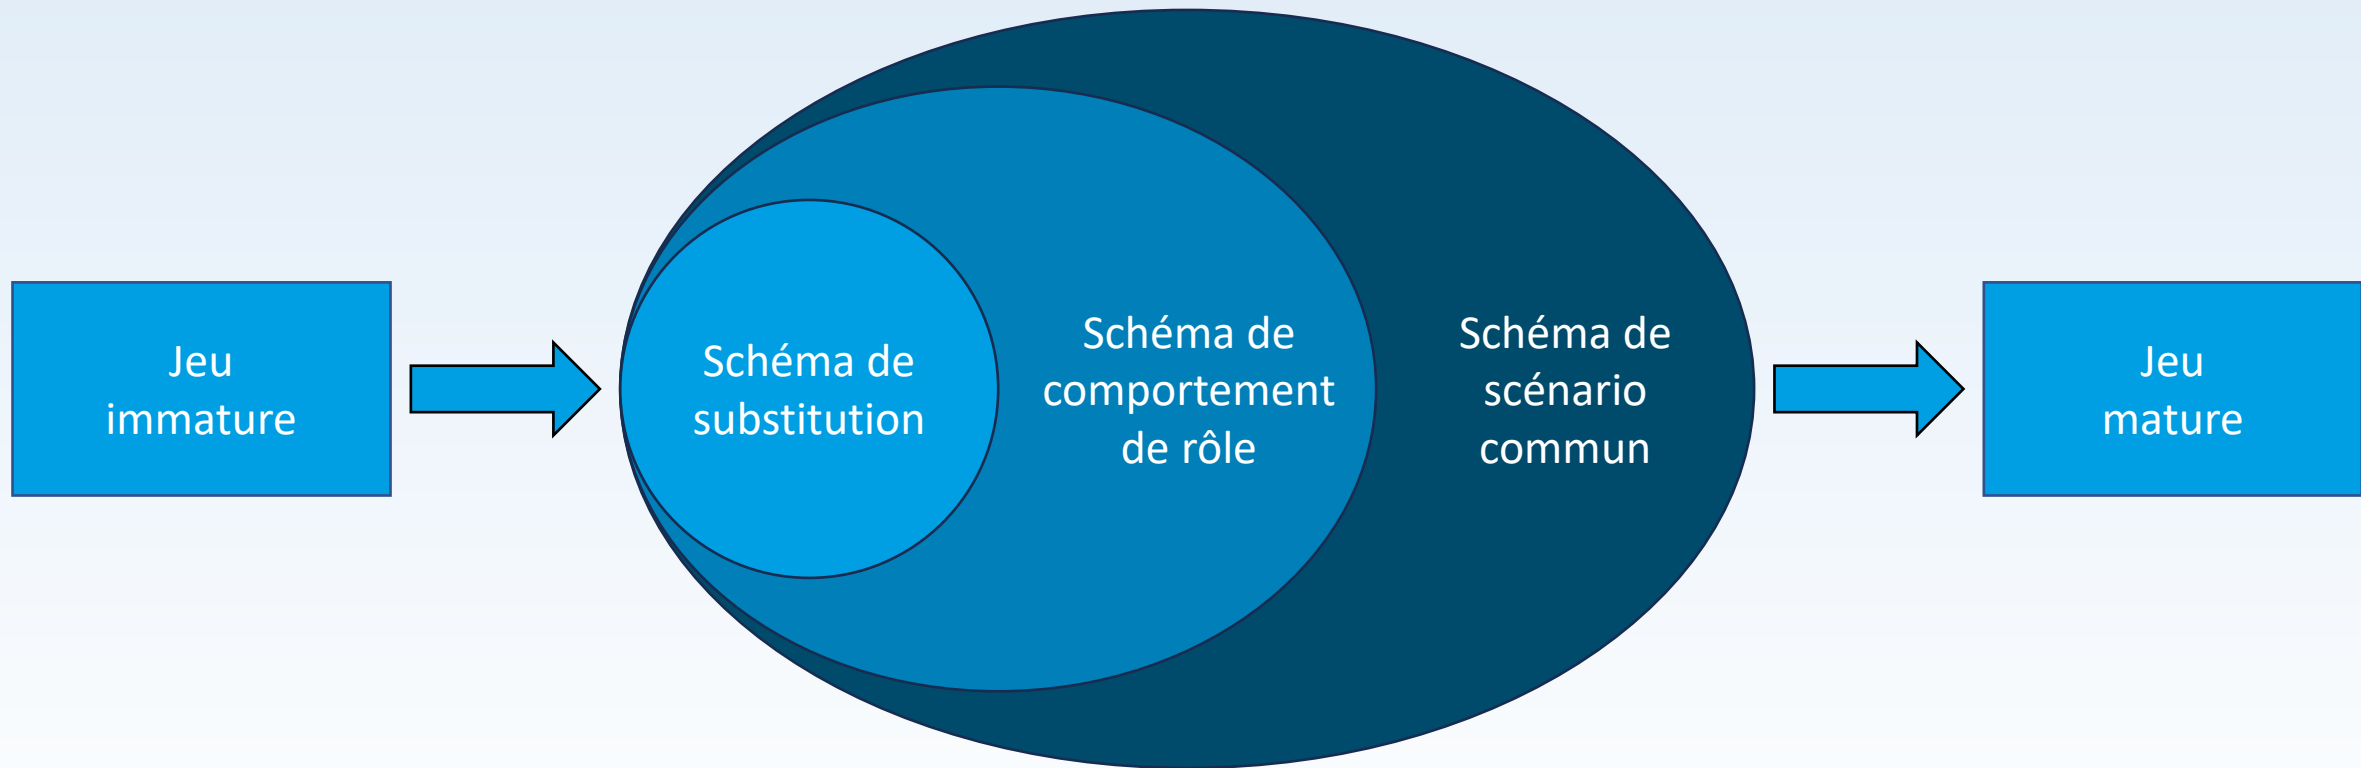 Jeu
immature
Schéma de
substitution
Schéma de
comportement
de rôle
Schéma de
scénario
commun
Jeu
mature